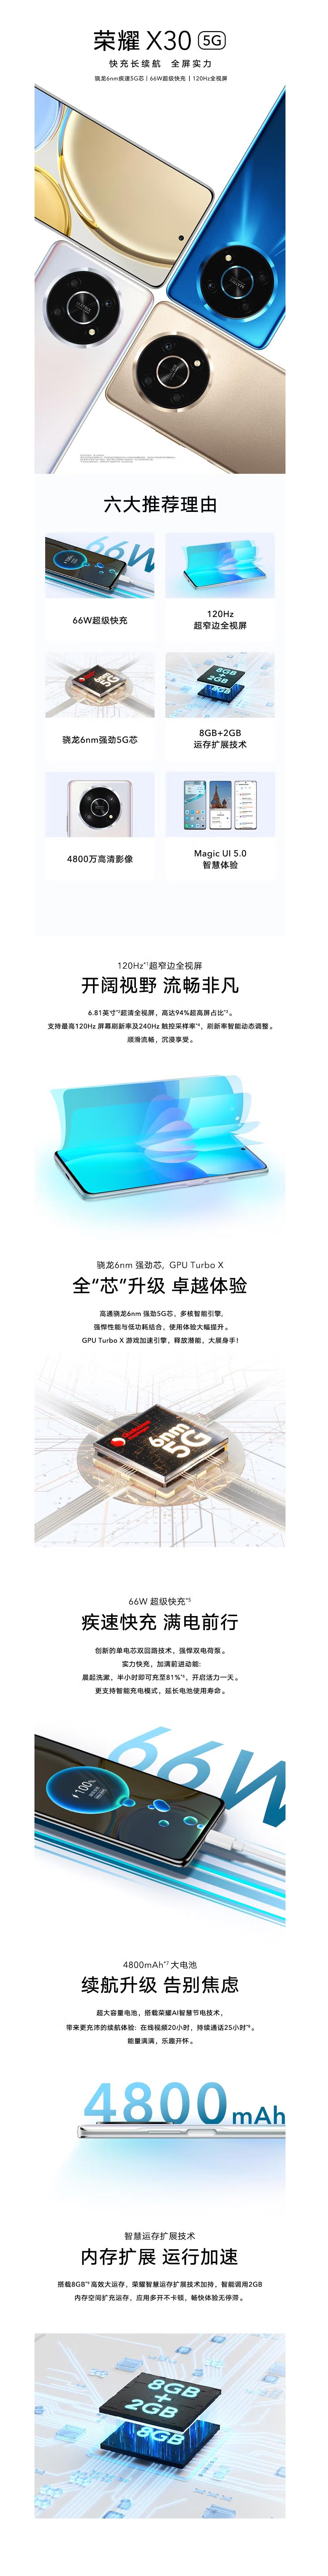 荣耀 X30 5G
快充长续航 全屏实力
骁龙6nm疾速5G芯 | 66W超级快充 | 120Hz全视屏
六大推荐理由
66W
66W超级快充
120Hz
超窄边全视屏
6nm
5G
骁龙6nm强劲5G芯
8GB
+
2GB
8GB
8GB+2GB
运存扩展技术
4800万高清影像
Magic UI 5.0
智慧体验
120Hz*1超窄边全视屏
开阔视野 流畅非凡
6.81英寸*2超清全视屏，高达94%超高屏占比*3。
支持最高120Hz 屏幕刷新率及240Hz 触控采样率*4，刷新率智能动态调整。
顺滑流畅，沉浸享受。
骁龙6nm 强劲芯，GPU Turbo X
全“芯”升级 卓越体验
高通骁龙6nm 强劲5G芯，多核智能引擎，
强悍性能与低功耗结合，使用体验大幅提升。
GPU Turbo X 游戏加速引擎，释放潜能，大展身手！
6nm
5G
66W 超级快充*5
疾速快充 满电前行
创新的单电芯双回路技术，强悍双电荷泵。
实力快充，加满前进动能：
晨起洗漱，半小时即可充至81%*6，开启活力一天。
更支持智能充电模式，延长电池使用寿命。
66W
100%
4800mAh*7大电池
续航升级 告别焦虑
超大容量电池，搭载荣耀AI智慧节电技术，
带来更充沛的续航体验：在线视频20小时，持续通话25小时*8。
能量满满，乐趣开怀。
4800mAh
智慧运存扩展技术
内存扩展 运行加速
搭载8GB*9高效大运存，荣耀智慧运存扩展技术加持，智能调用2GB
内存空间扩充运存，应用多开不卡顿，畅快体验无停滞。
8GB
+
2GB
8GB